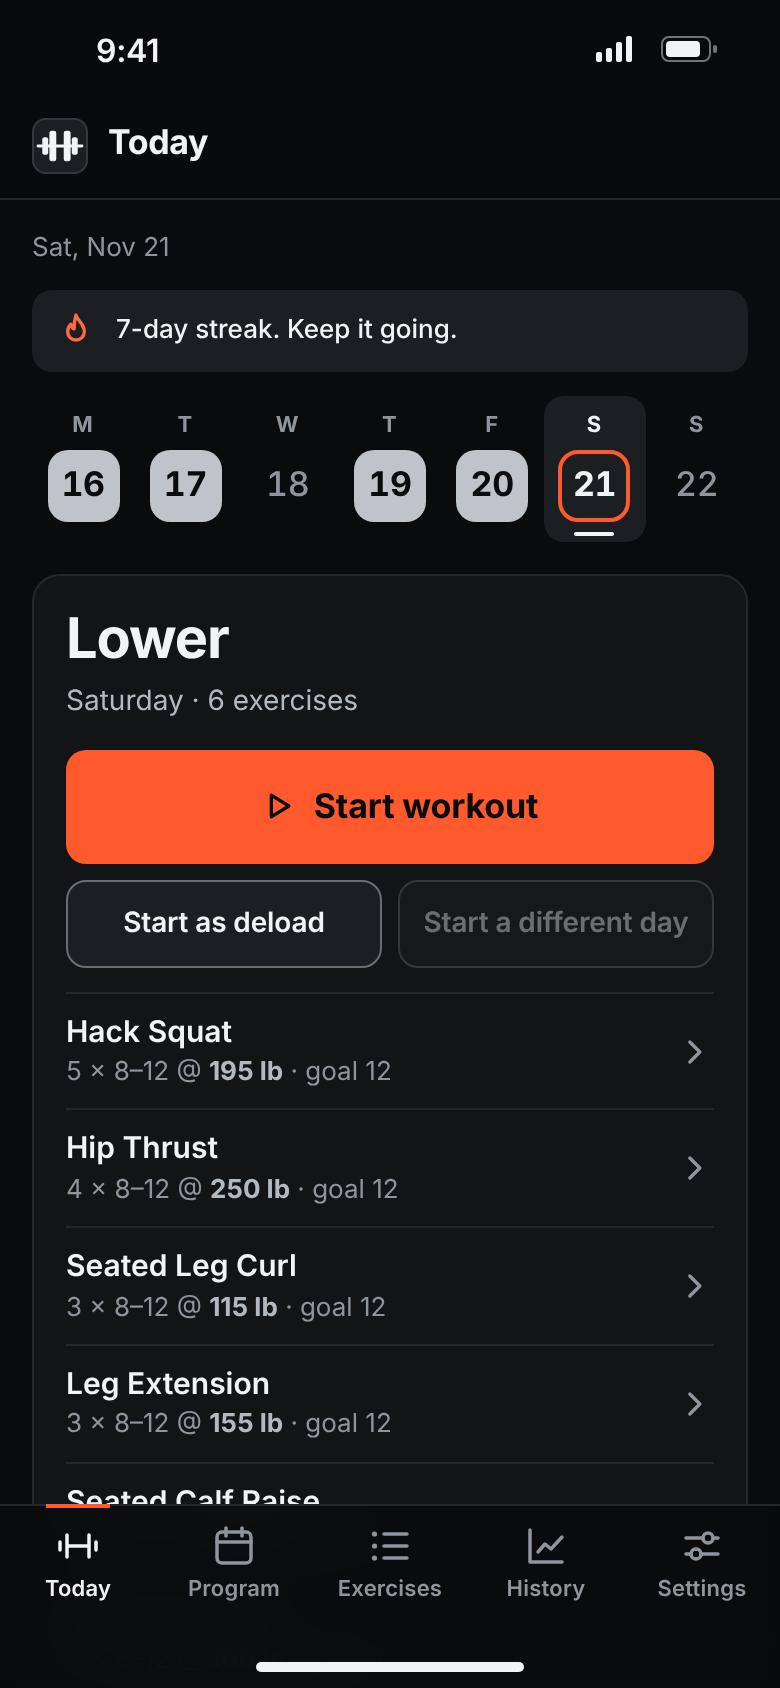 9:41
Today
Sat, Nov 21
7-day streak. Keep it going.
M T W T F S S
16 17 18 19 20 21 22
Lower
Saturday · 6 exercises
Start workout
Start as deload
Start a different day
Hack Squat
5 × 8–12 @ 195 lb · goal 12
Hip Thrust
4 × 8–12 @ 250 lb · goal 12
Seated Leg Curl
3 × 8–12 @ 115 lb · goal 12
Leg Extension
3 × 8–12 @ 155 lb · goal 12
Seated Calf Raise
Today Program Exercises History Settings